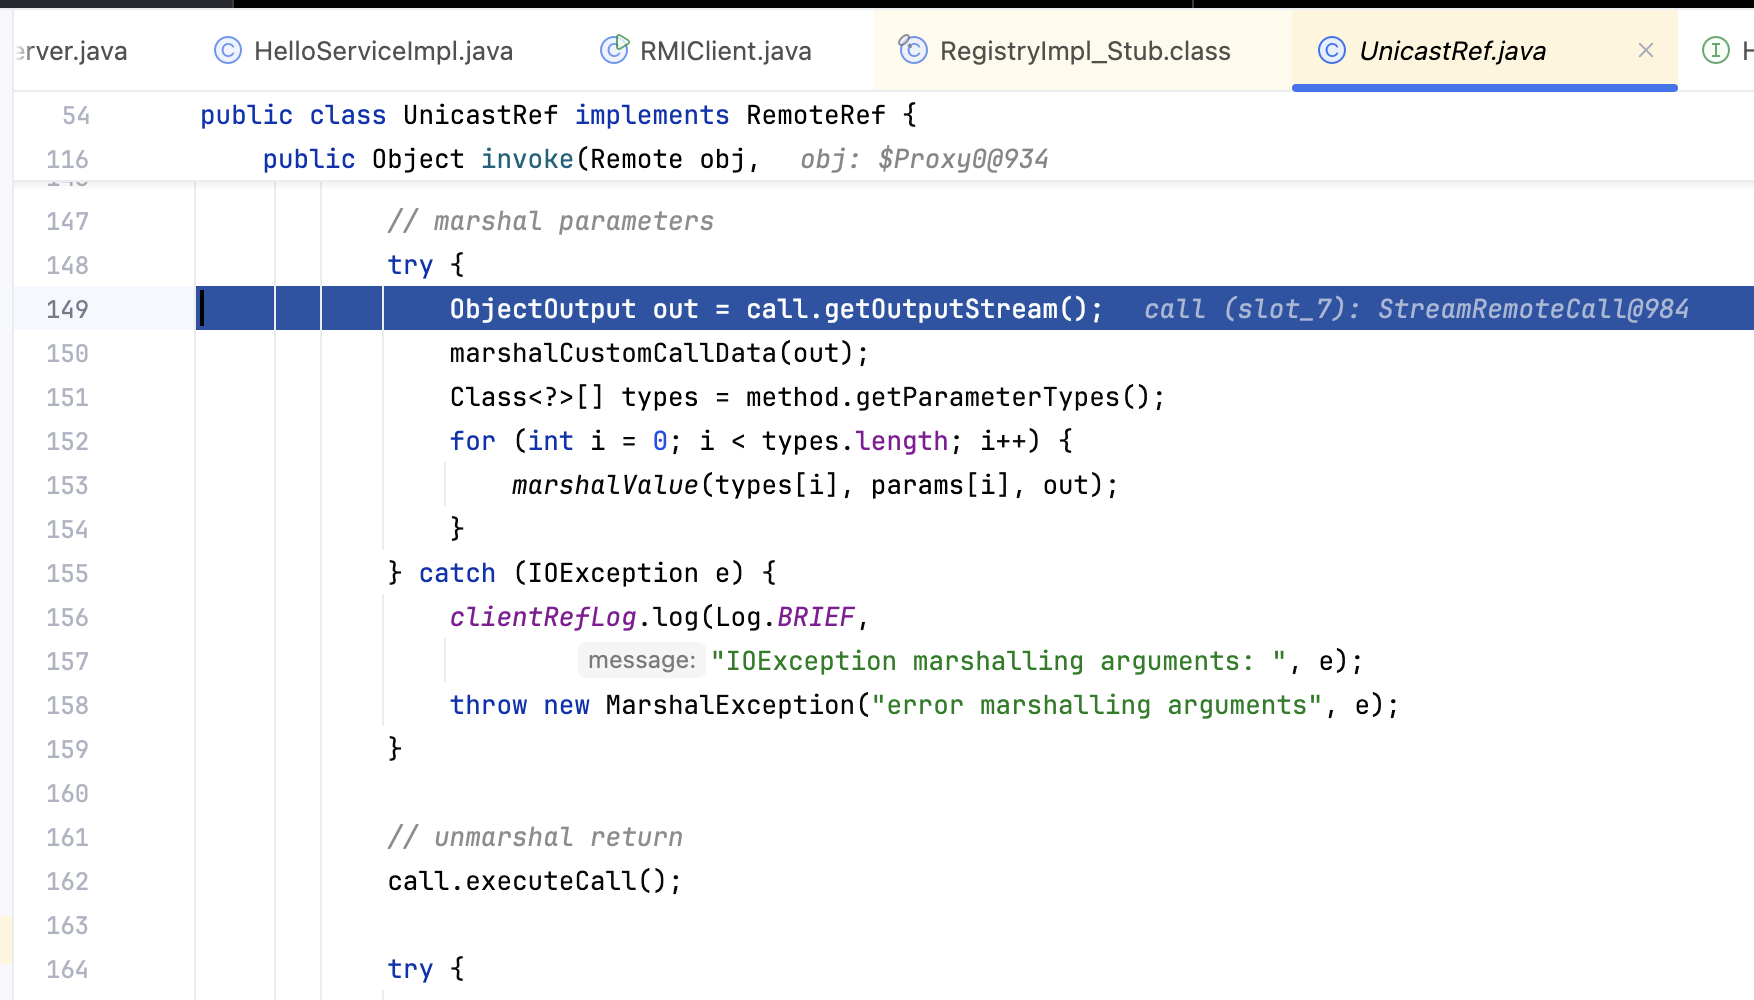 erver.java HelloServiceImpl.java RMIClient.java RegistryImpl_Stub.class UnicastRef.java
54 public class UnicastRef implements RemoteRef {
116 public Object invoke(Remote obj, obj: $Proxy0@934
147 // marshal parameters
148 try {
149 ObjectOutput out = call.getOutputStream(); call (slot_7): StreamRemoteCall@984
150 marshalCustomCallData(out);
151 Class<?>[] types = method.getParameterTypes();
152 for (int i = 0; i < types.length; i++) {
153 marshalValue(types[i], params[i], out);
154 }
155 } catch (IOException e) {
156 clientRefLog.log(Log.BRIEF,
157 message: "IOException marshalling arguments: ", e);
158 throw new MarshalException("error marshalling arguments", e);
159 }
160
161 // unmarshal return
162 call.executeCall();
163
164 try {